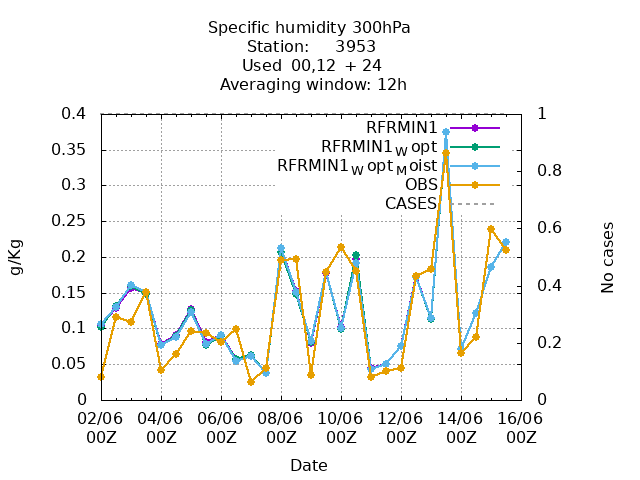 Specific humidity 300hPa
Station: 3953
Used 00,12 + 24
Averaging window: 12h
0.4
0.35
0.3
0.25
0.2
0.15
0.1
0.05
0
g/Kg
RFRMIN1
RFRMIN1W opt
RFRMIN1W optM oist
OBS
CASES
1
0.8
0.6
0.4
0.2
0
No cases
02/06 04/06 06/06 08/06 10/06 12/06 14/06 16/06
00Z 00Z 00Z 00Z 00Z 00Z 00Z 00Z
Date